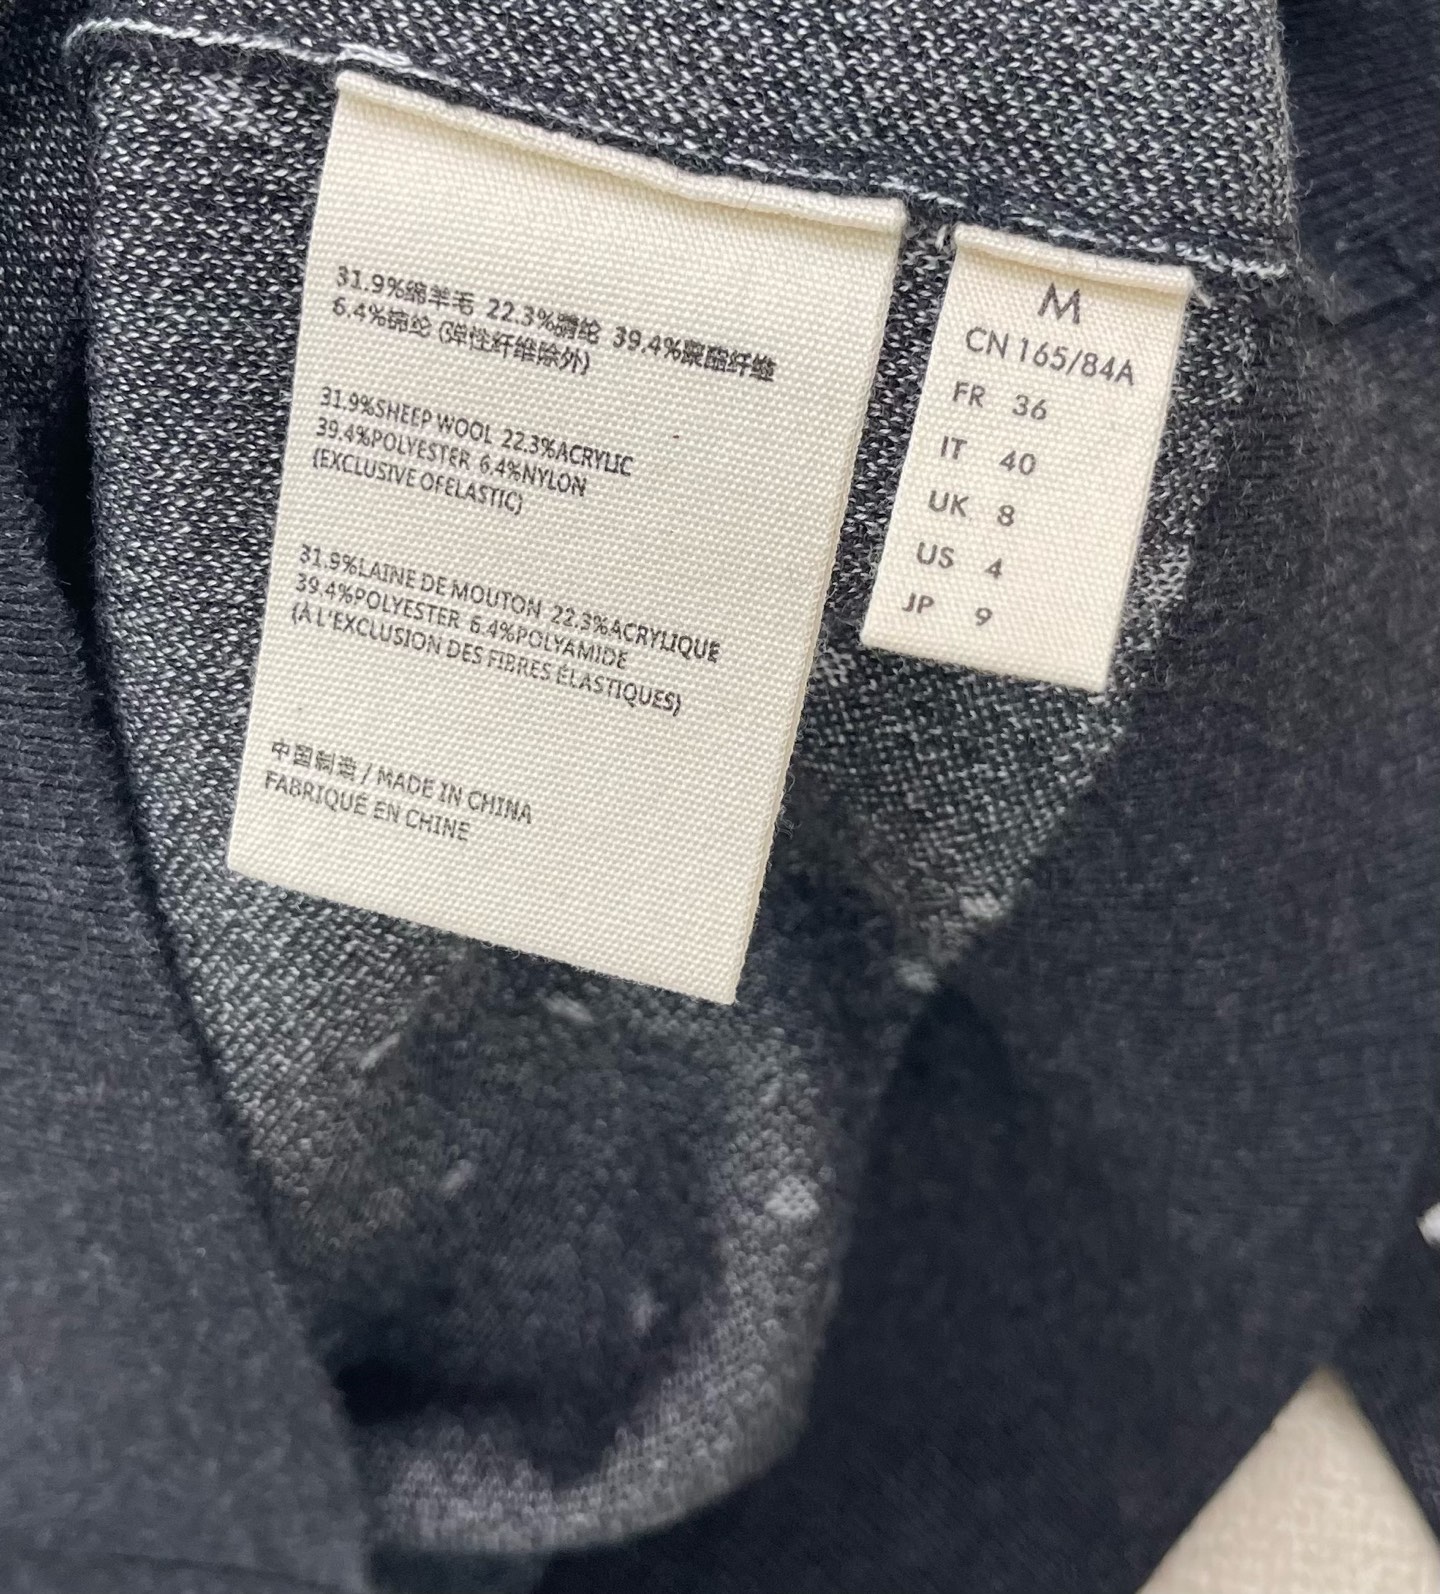 31.9%绵羊毛 22.3%腈纶 39.4%聚酯纤维
6.4%锦纶 (弹性纤维除外)
31.9%SHEEP WOOL 22.3%ACRYLIC
39.4%POLYESTER 6.4%NYLON
(EXCLUSIVE OFELASTIC)
31.9%LAINE DE MOUTON 22.3%ACRYLIQUE
39.4%POLYESTER 6.4%POLYAMIDE
(À L'EXCLUSION DES FIBRES ÉLASTIQUES)
中国制造 / MADE IN CHINA
FABRIQUÉ EN CHINE
M
CN 165/84A
FR 36
IT 40
UK 8
US 4
JP 9